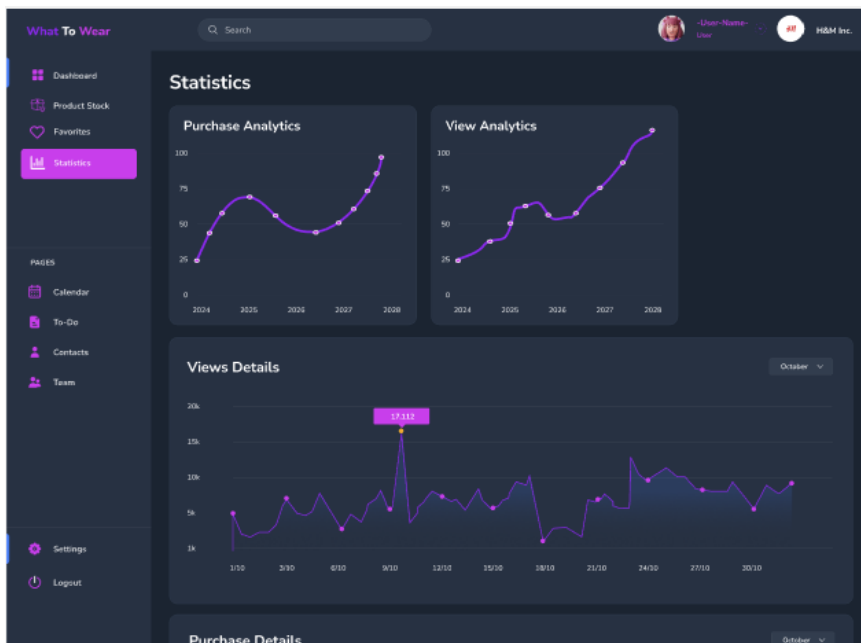 What To Wear
Search
-User-Name-
User
H&M
H&M Inc.
Dashboard
Product Stock
Favorites
Statistics
PAGES
Calendar
To-Do
Contacts
Team
Settings
Logout
Statistics
Purchase Analytics
100
75
50
25
0
2024 2025 2026 2027 2028
View Analytics
100
75
50
25
0
2024 2025 2026 2027 2028
Views Details
October
20k
15k
10k
5k
1k
17.112
1/10 3/10 6/10 9/10 12/10 15/10 18/10 21/10 24/10 27/10 30/10
Purchase Details
October